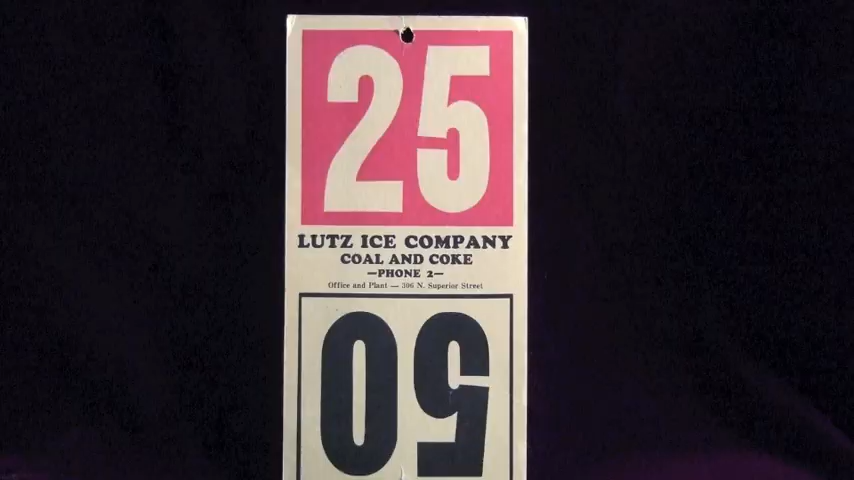 25
LUTZ ICE COMPANY
COAL AND COKE
—PHONE 2—
Office and Plant — 306 N. Superior Street
50